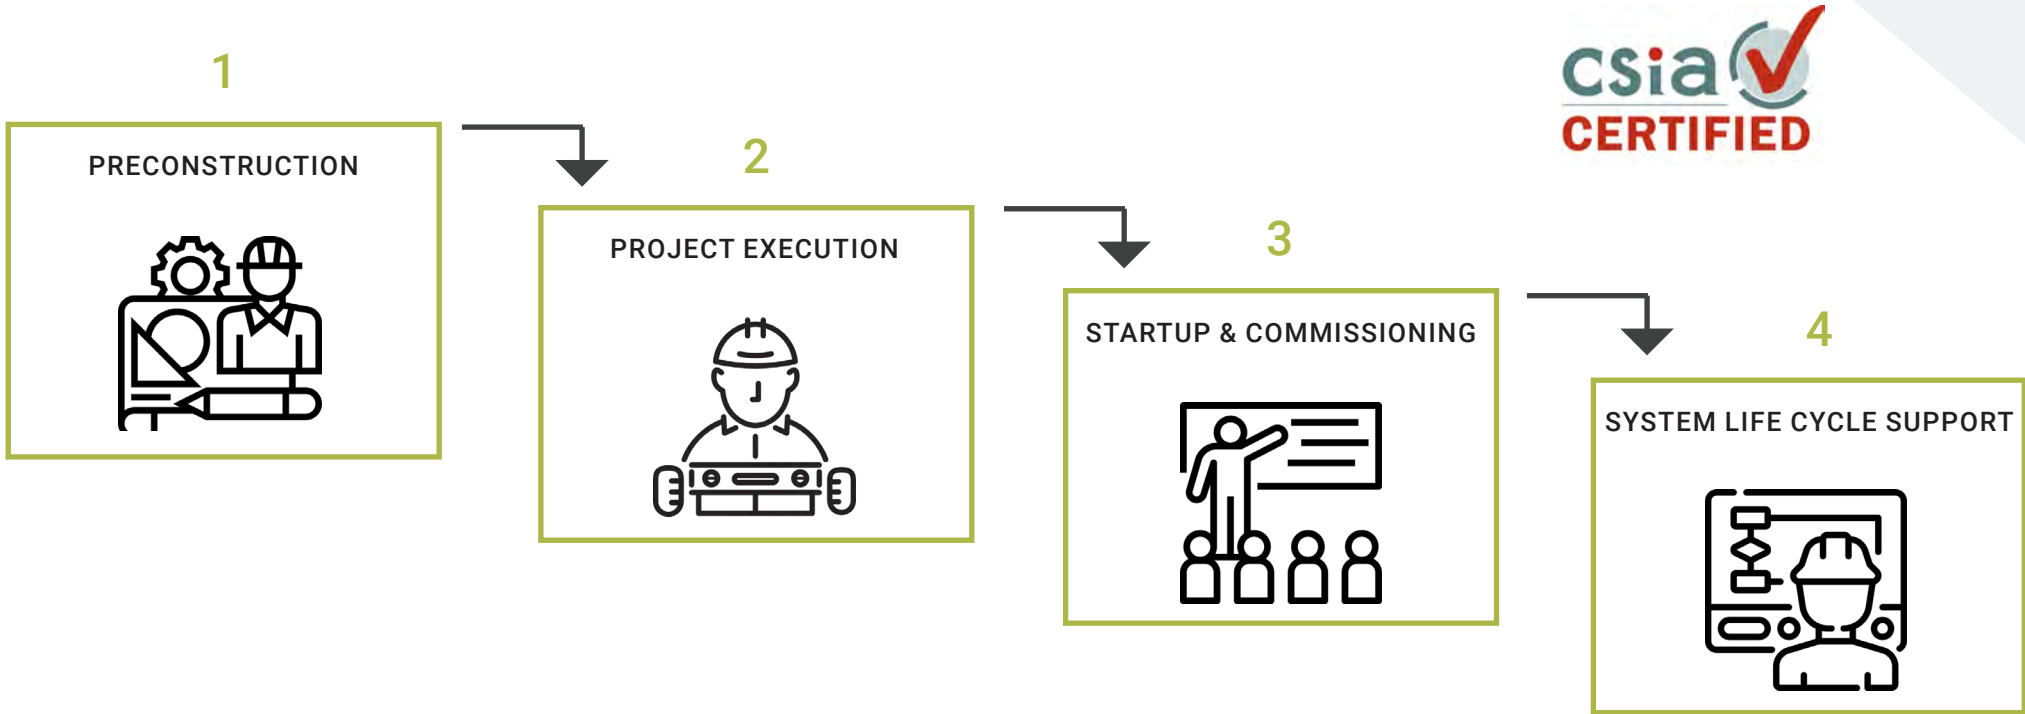 1
PRECONSTRUCTION
2
PROJECT EXECUTION
3
STARTUP & COMMISSIONING
4
SYSTEM LIFE CYCLE SUPPORT
csia
CERTIFIED